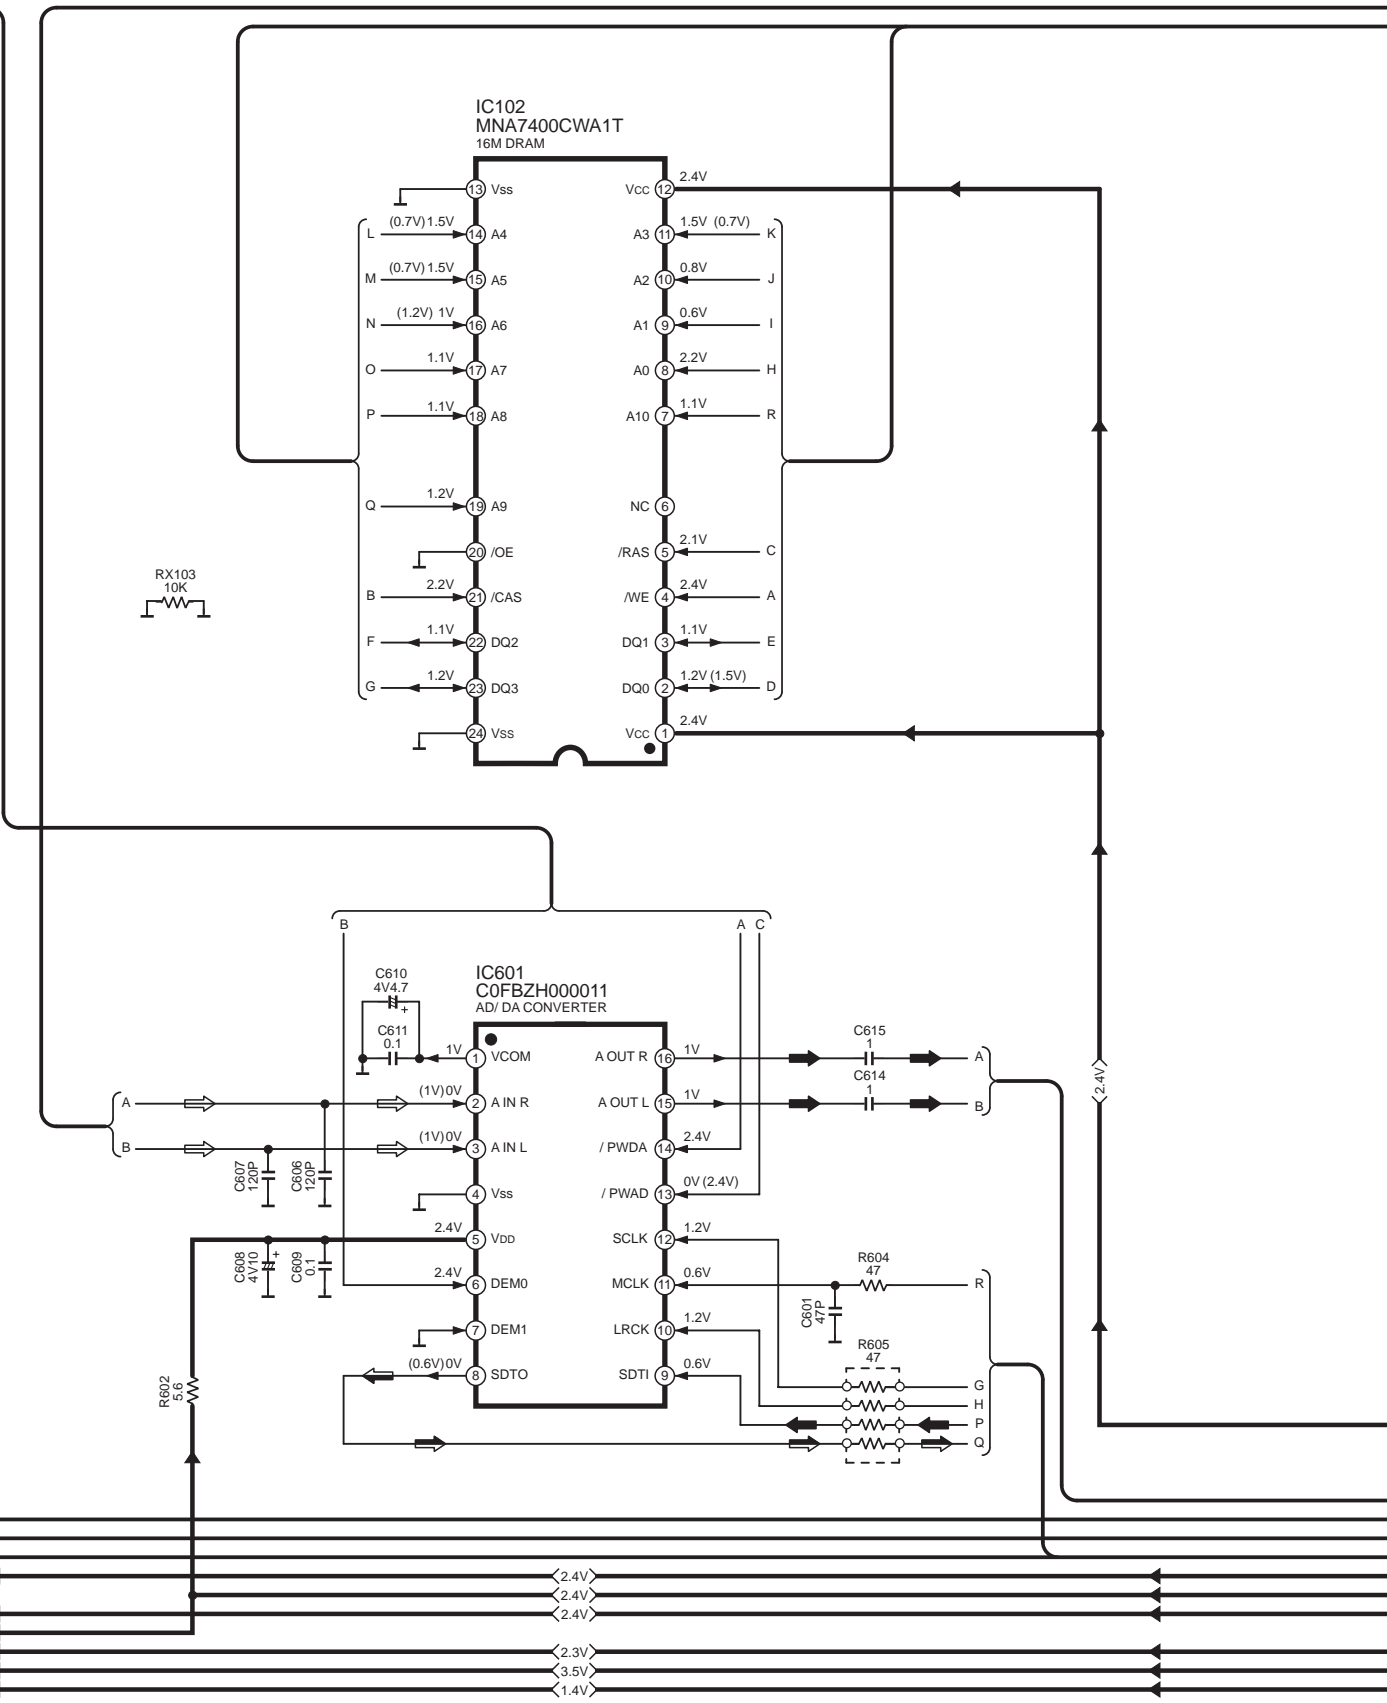 IC102
MNA7400CWA1T
16M DRAM
13 Vss Vcc 12 2.4V
L (0.7V)1.5V 14 A4 A3 11 1.5V (0.7V) K
M (0.7V)1.5V 15 A5 A2 10 0.8V J
N (1.2V) 1V 16 A6 A1 9 0.6V I
O 1.1V 17 A7 A0 8 2.2V H
P 1.1V 18 A8 A10 7 1.1V R
Q 1.2V 19 A9 NC 6
20 /OE /RAS 5 2.1V C
RX103
10K
B 2.2V 21 /CAS /WE 4 2.4V A
F 1.1V 22 DQ2 DQ1 3 1.1V E
G 1.2V 23 DQ3 DQ0 2 1.2V (1.5V) D
24 Vss Vcc 1 2.4V
B A C
IC601
C0FBZH000011
AD/ DA CONVERTER
C610
4V4.7
+
C611
0.1
1V 1 VCOM A OUT R 16 1V
C615
1
A
A (1V)0V 2 A IN R A OUT L 15 1V
C614
1
B
2.4V
B (1V)0V 3 A IN L / PWDA 14 2.4V
C607
120P
C606
120P
4 Vss / PWAD 13 0V (2.4V)
2.4V 5 VDD SCLK 12 1.2V
C608
4V10
+
C609
0.1
2.4V 6 DEM0 MCLK 11 0.6V
R604
47
R
C601
47P
7 DEM1 LRCK 10 1.2V
(0.6V)0V 8 SDTO SDTI 9 0.6V
R605
47
G
H
P
Q
R602
5.6
2.4V
2.4V
2.4V
2.3V
3.5V
1.4V